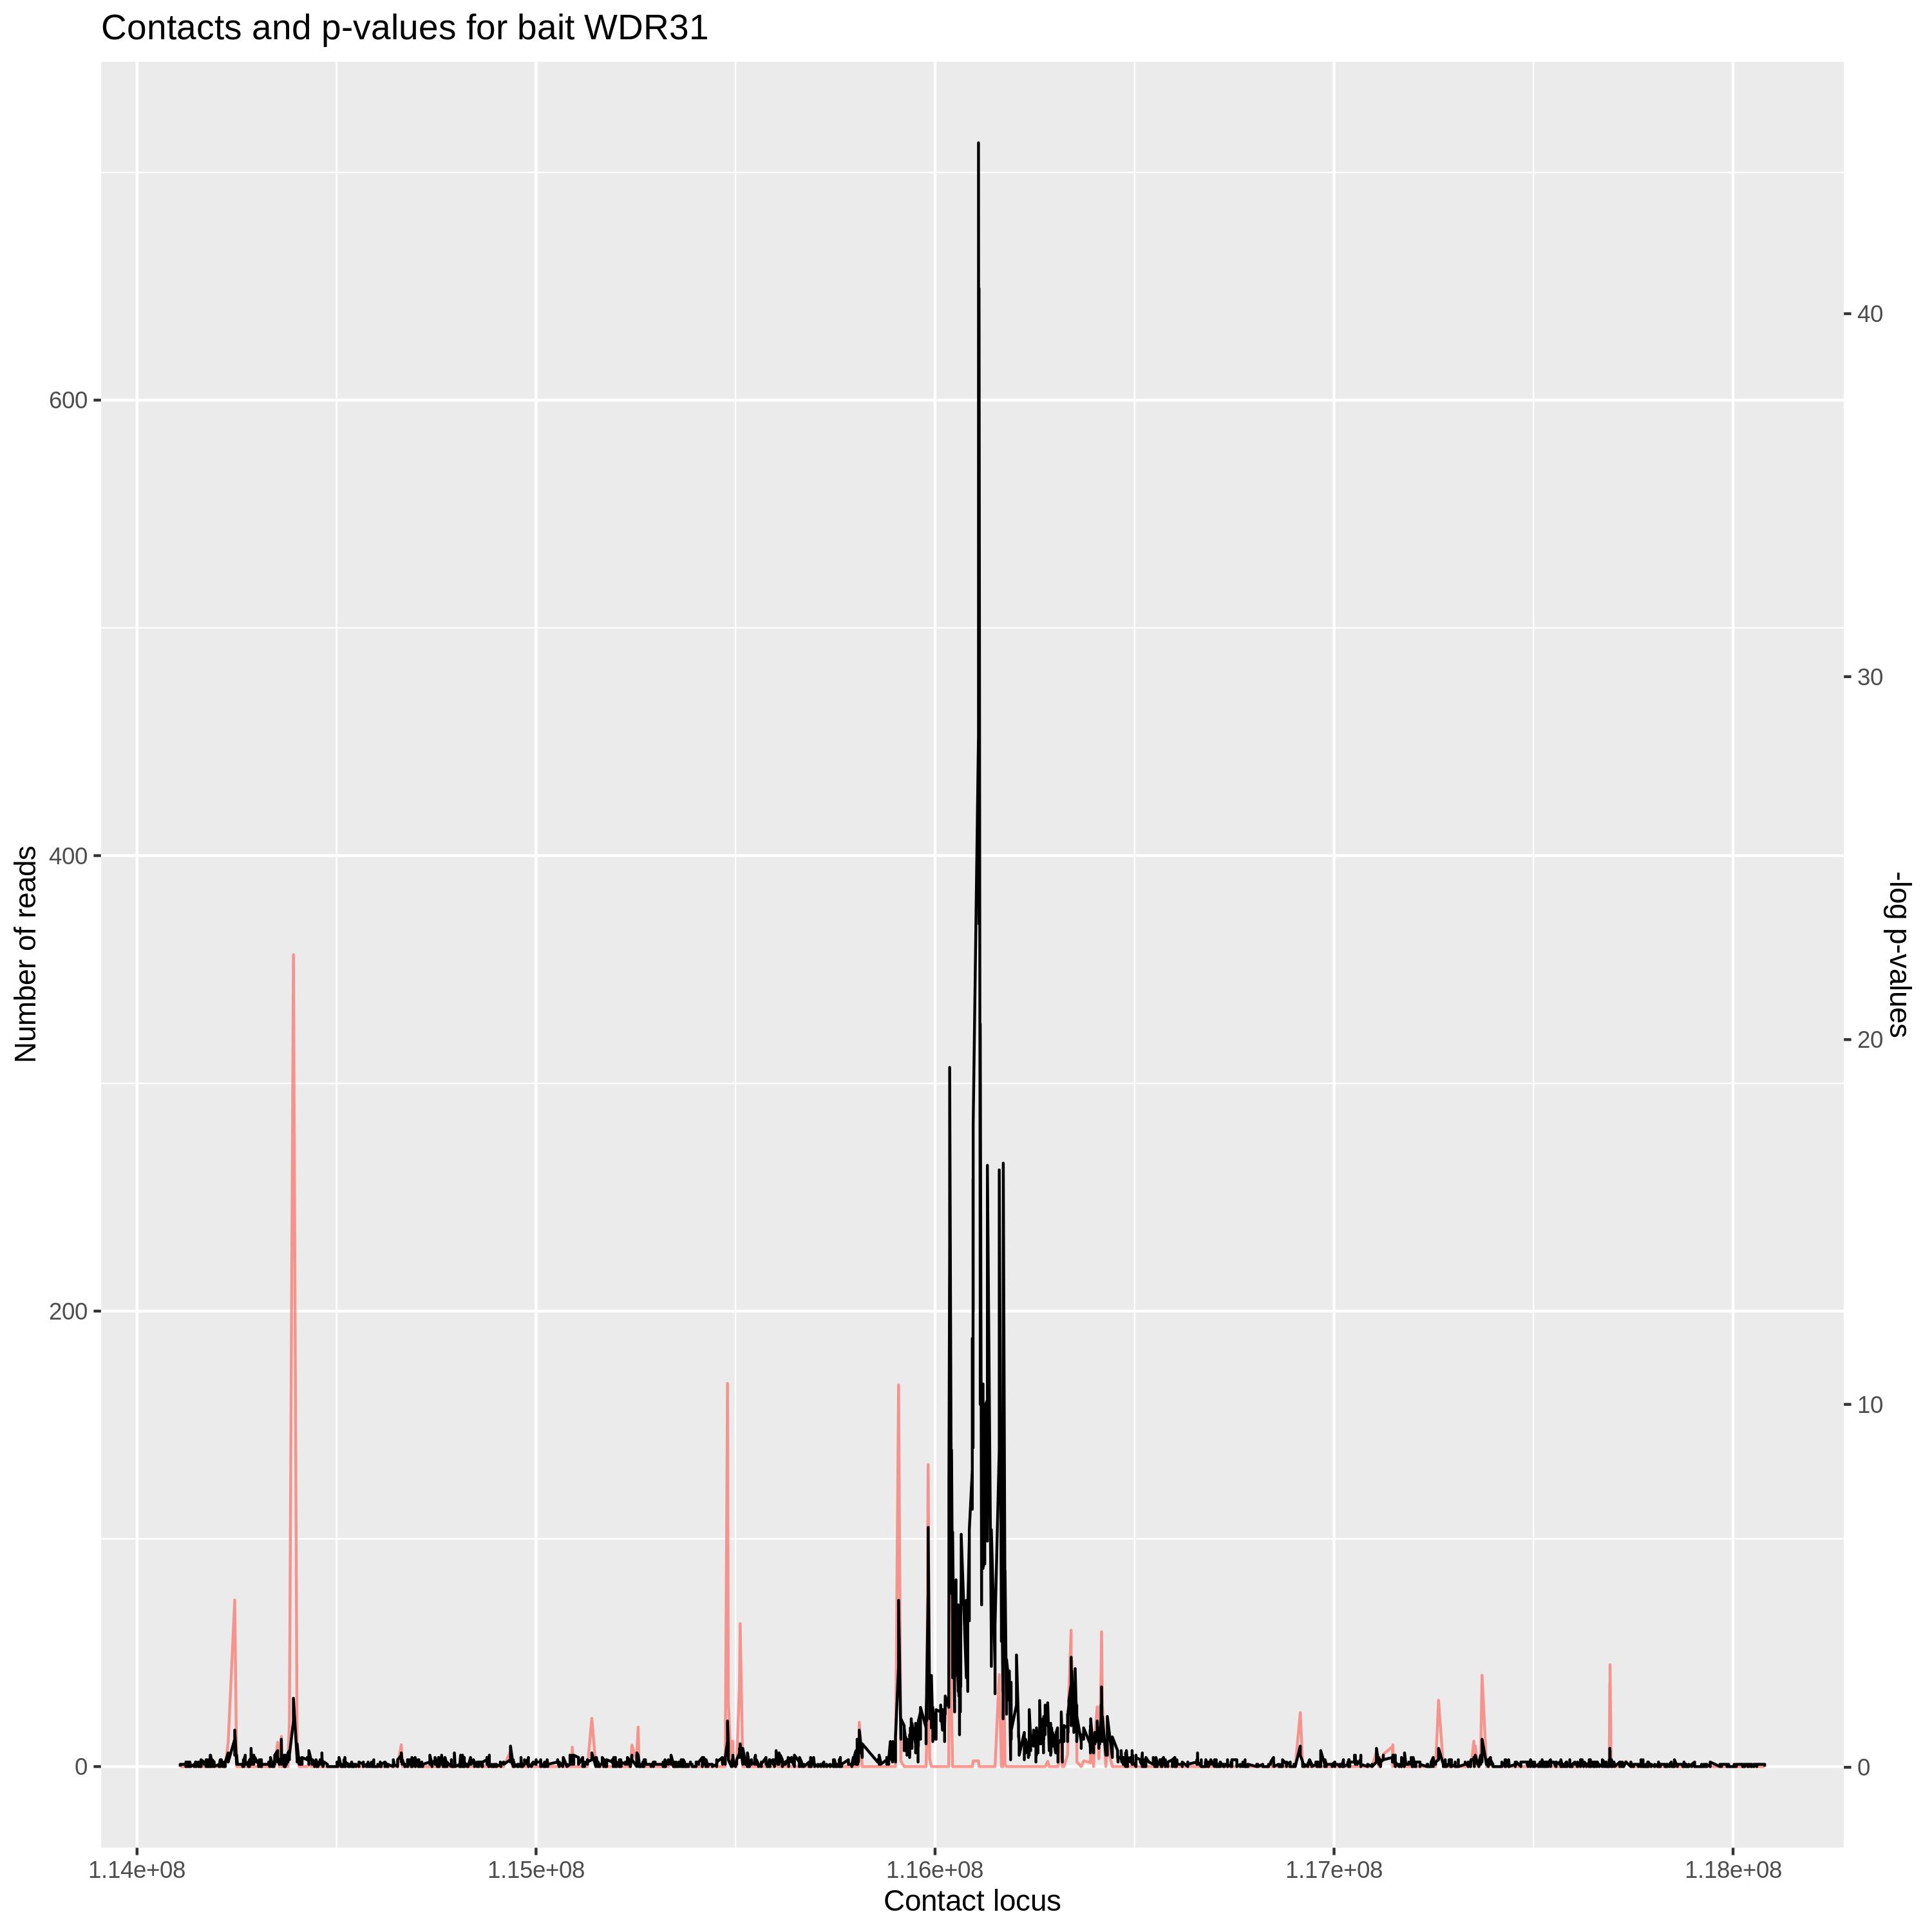 Contacts and p-values for bait WDR31
Number of reads
600
400
200
0
40
30
20
10
0
-log p-values
1.14e+08
1.15e+08
1.16e+08
1.17e+08
1.18e+08
Contact locus